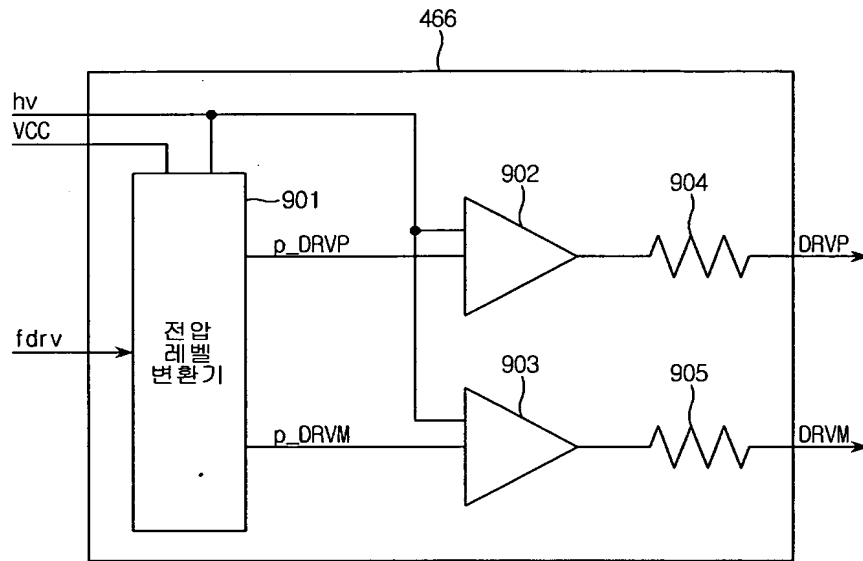 466
hv
VCC
901
902
904
p_DRVP
DRVP
fdrv
전압
레벨
변환기
903
905
p_DRVM
DRVM